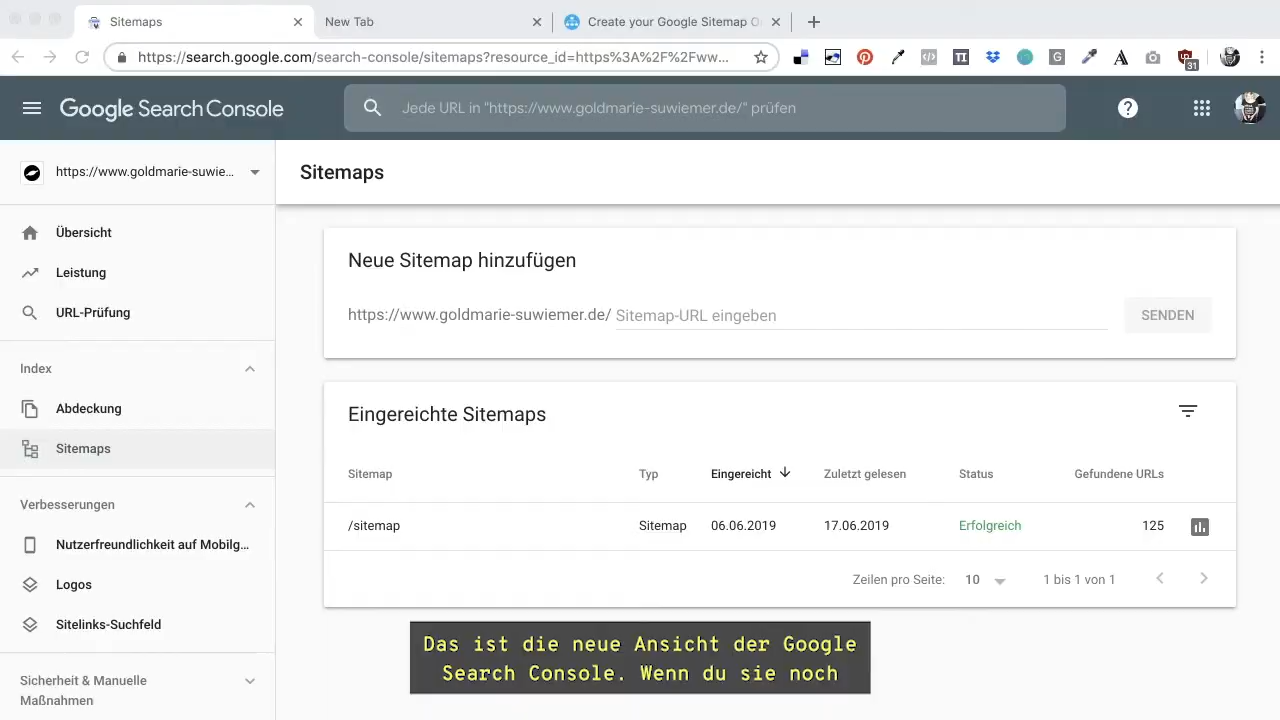 Sitemaps
New Tab
Create your Google Sitemap O
https://search.google.com/search-console/sitemaps?resource_id=https%3A%2F%2Fww...
31
Google Search Console
Jede URL in "https://www.goldmarie-suwiemer.de/" prüfen
https://www.goldmarie-suwie...
Sitemaps
Übersicht
Leistung
URL-Prüfung
Index
Abdeckung
Sitemaps
Verbesserungen
Nutzerfreundlichkeit auf Mobilg...
Logos
Sitelinks-Suchfeld
Sicherheit & Manuelle
Maßnahmen
Neue Sitemap hinzufügen
https://www.goldmarie-suwiemer.de/ Sitemap-URL eingeben SENDEN
Eingereichte Sitemaps
Sitemap Typ Eingereicht Zuletzt gelesen Status Gefundene URLs
/sitemap Sitemap 06.06.2019 17.06.2019 Erfolgreich 125
Zeilen pro Seite: 10 1 bis 1 von 1
Das ist die neue Ansicht der Google
Search Console. Wenn du sie noch